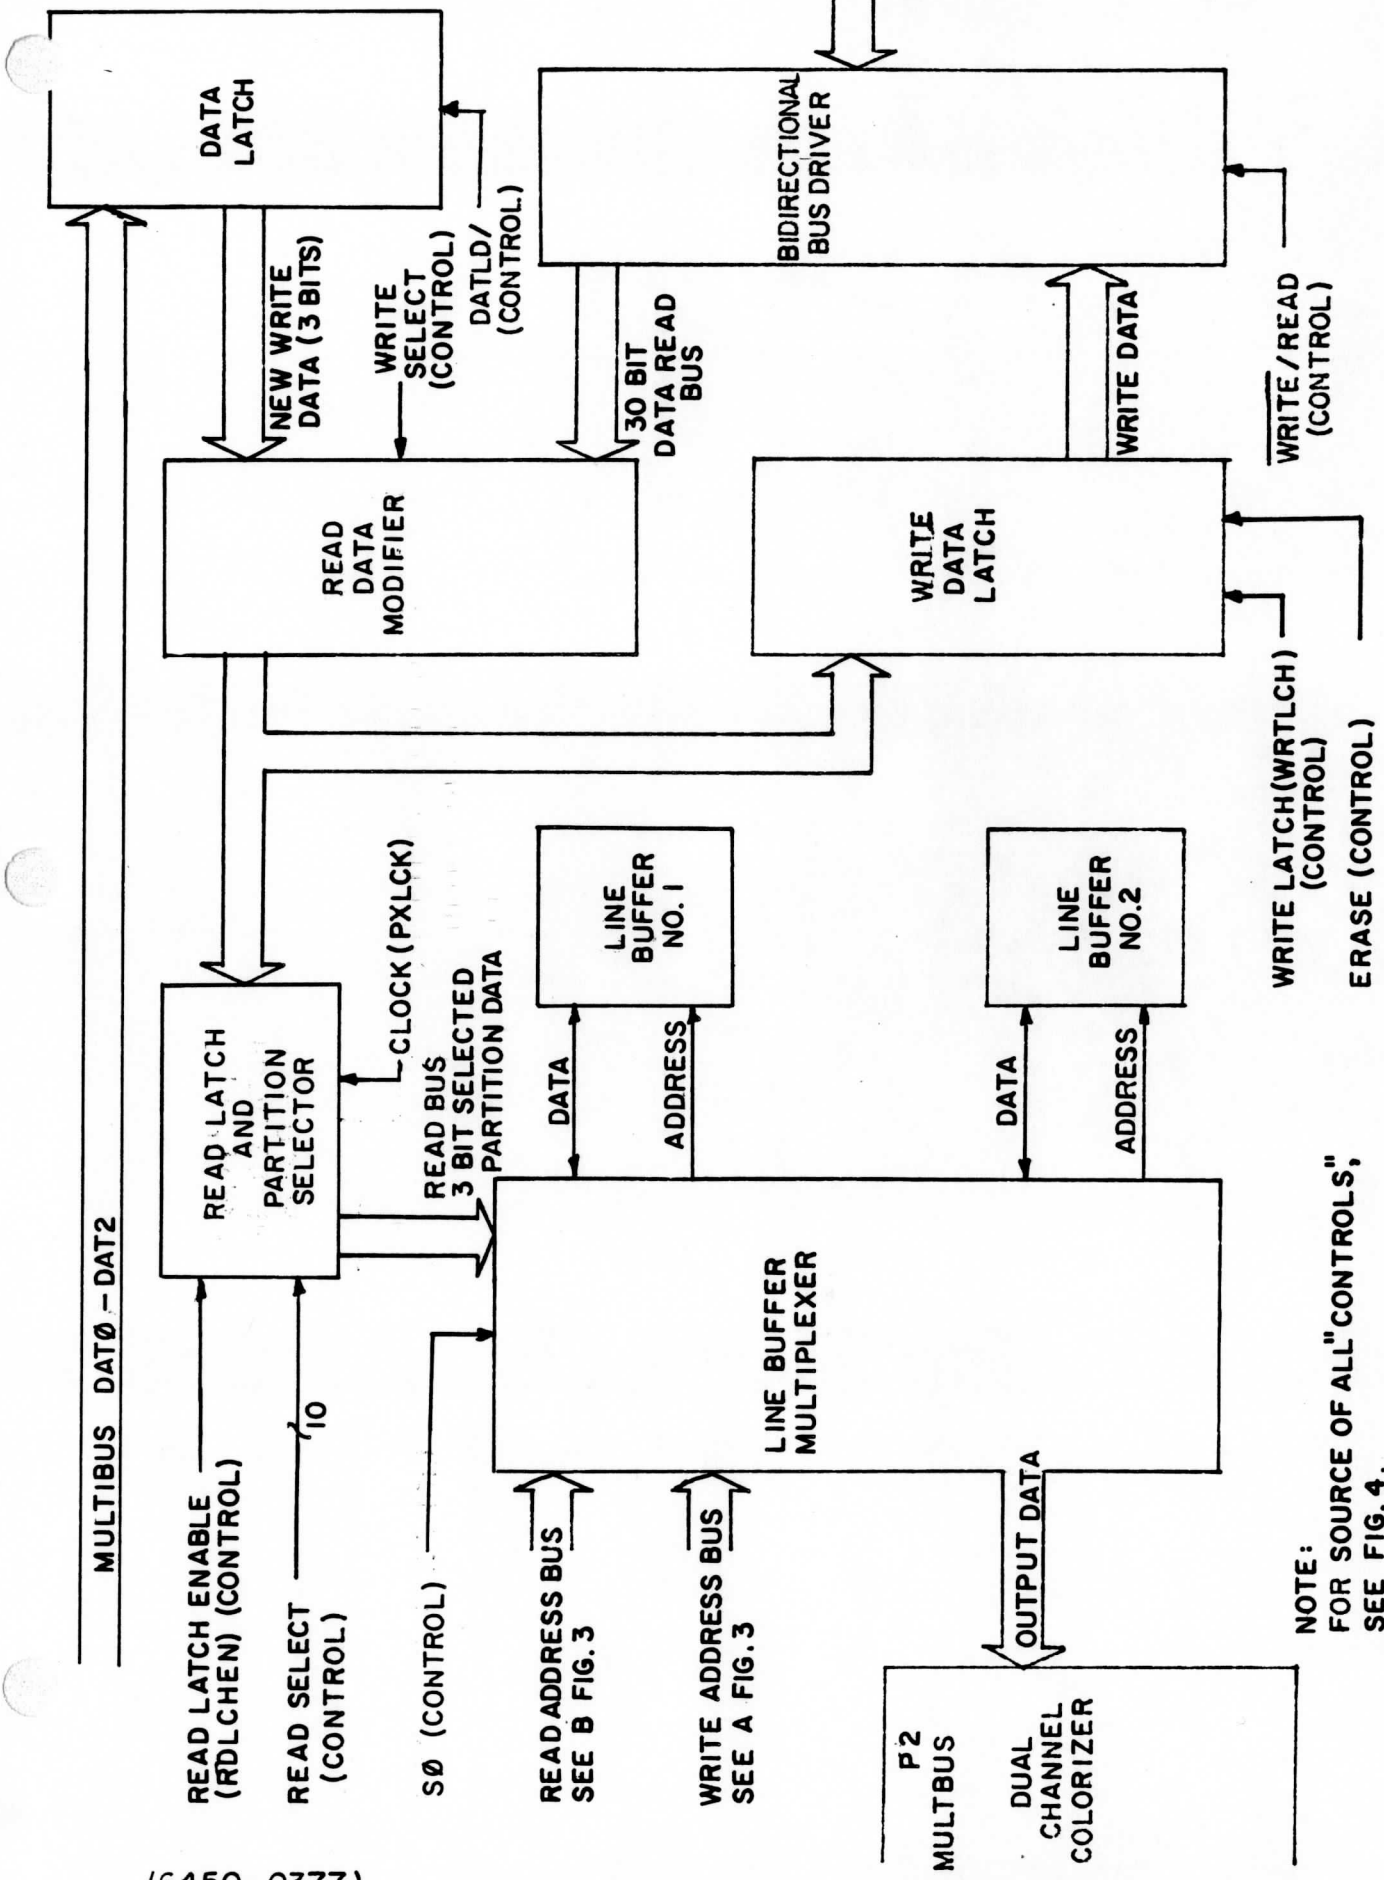 MULTIBUS DATØ-DAT2
DATA
LATCH
NEW WRITE
DATA (3 BITS)
WRITE
SELECT
(CONTROL)
DATLD/
(CONTROL)
BIDIRECTIONAL
BUS DRIVER
30 BIT
DATA READ
BUS
READ
DATA
MODIFIER
WRITE DATA
WRITE/READ
(CONTROL)
WRITE
DATA
LATCH
WRITE LATCH (WRTLCH)
(CONTROL)
ERASE (CONTROL)
READ LATCH ENABLE
(RDLCHEN) (CONTROL)
READ SELECT
(CONTROL)
10
READ LATCH
AND
PARTITION
SELECTOR
CLOCK (PXLCK)
READ BUS
3 BIT SELECTED
PARTITION DATA
SØ (CONTROL)
READ ADDRESS BUS
SEE B FIG. 3
WRITE ADDRESS BUS
SEE A FIG. 3
LINE BUFFER
MULTIPLEXER
DATA
ADDRESS
LINE
BUFFER
NO. 1
DATA
ADDRESS
LINE
BUFFER
NO. 2
OUTPUT DATA
P2
MULTBUS
DUAL
CHANNEL
COLORIZER
NOTE:
FOR SOURCE OF ALL "CONTROLS,"
SEE FIG. 4.